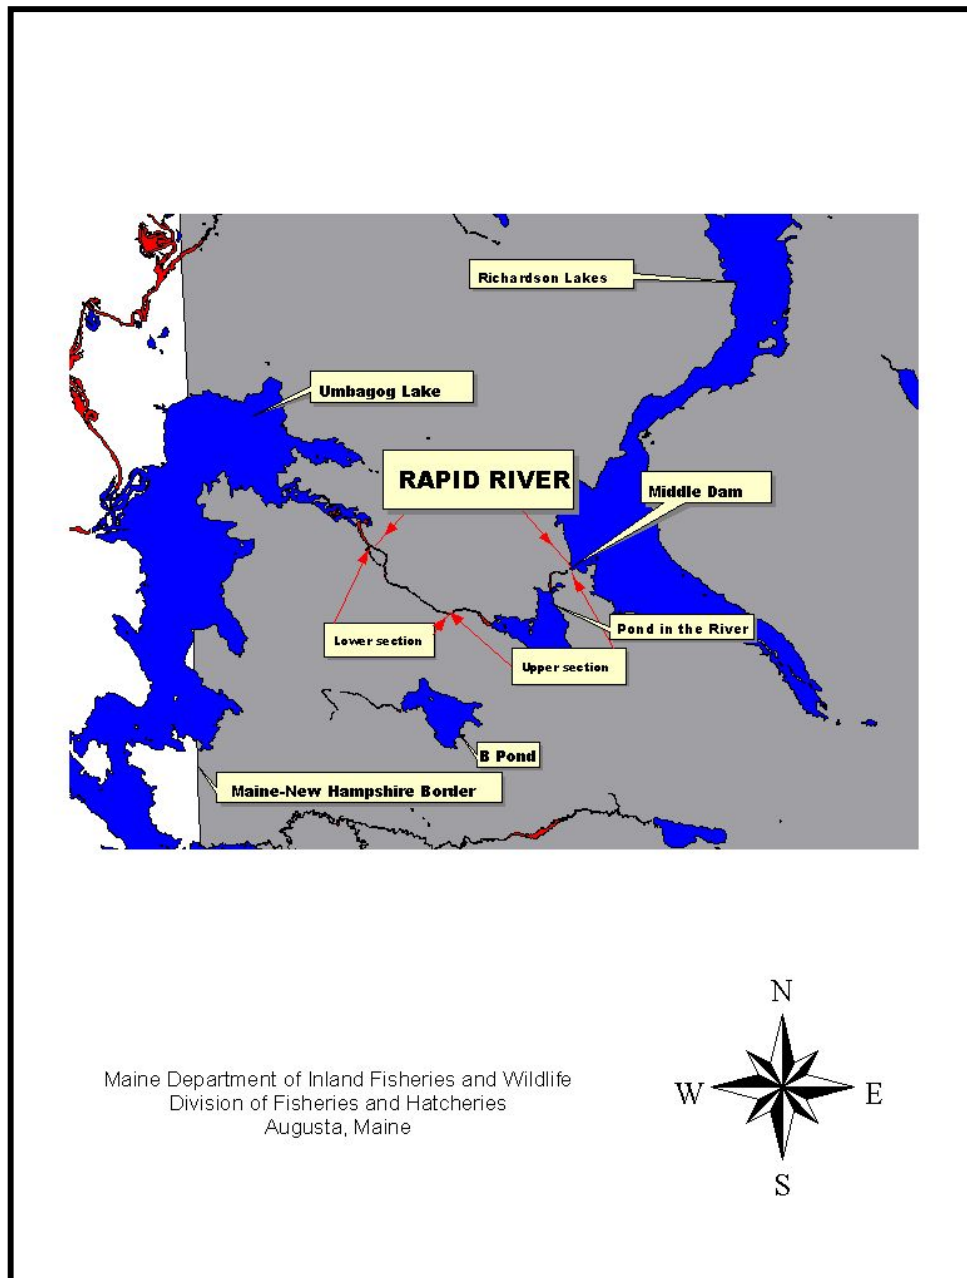 Richardson Lakes
Umbagog Lake
RAPID RIVER
Middle Dam
Lower section
Pond in the River
Upper section
B Pond
Maine-New Hampshire Border
N
W
E
S
Maine Department of Inland Fisheries and Wildlife
Division of Fisheries and Hatcheries
Augusta, Maine